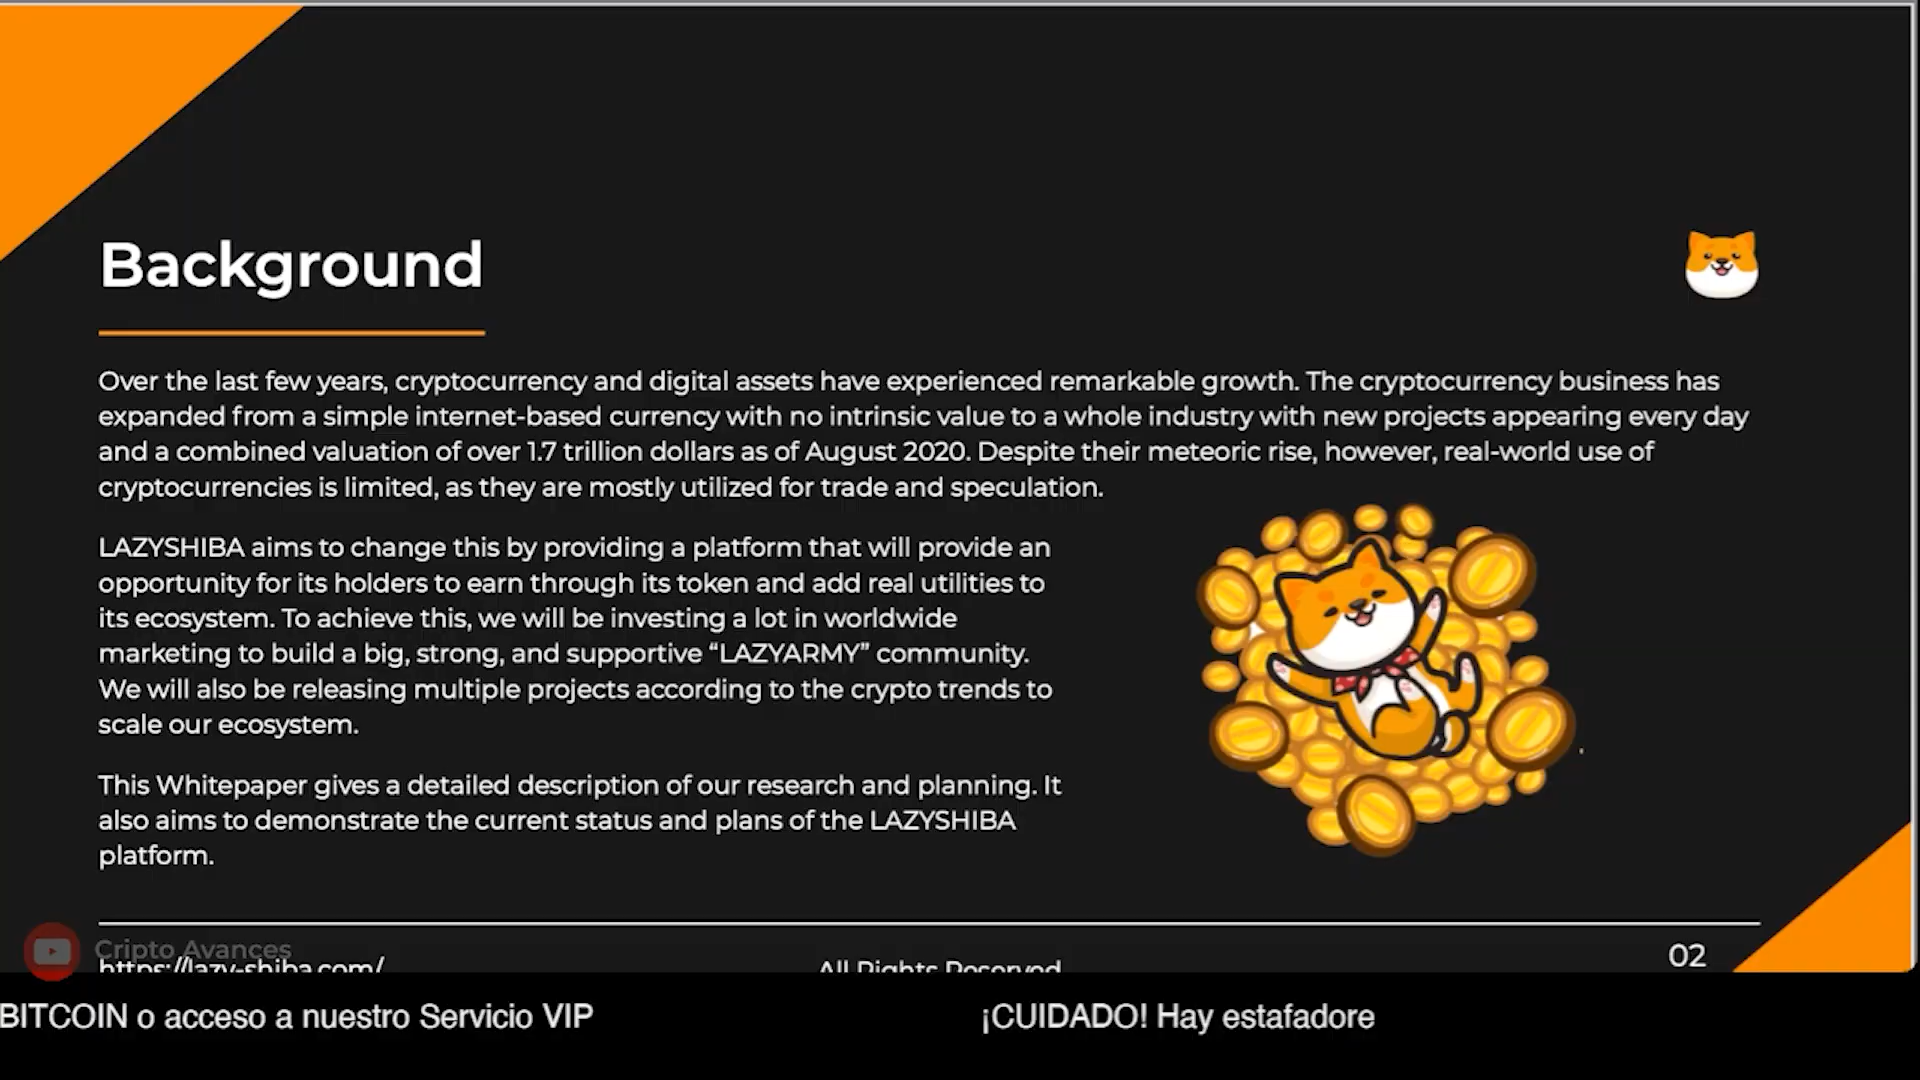 Background
Over the last few years, cryptocurrency and digital assets have experienced remarkable growth. The cryptocurrency business has
expanded from a simple internet-based currency with no intrinsic value to a whole industry with new projects appearing every day
and a combined valuation of over 1.7 trillion dollars as of August 2020. Despite their meteoric rise, however, real-world use of
cryptocurrencies is limited, as they are mostly utilized for trade and speculation.
LAZYSHIBA aims to change this by providing a platform that will provide an
opportunity for its holders to earn through its token and add real utilities to
its ecosystem. To achieve this, we will be investing a lot in worldwide
marketing to build a big, strong, and supportive “LAZYARMY” community.
We will also be releasing multiple projects according to the crypto trends to
scale our ecosystem.
This Whitepaper gives a detailed description of our research and planning. It
also aims to demonstrate the current status and plans of the LAZYSHIBA
platform.
Cripto Avances
https://lazy-shiba.com/
All Rights Reserved
02
BITCOIN o acceso a nuestro Servicio VIP
¡CUIDADO! Hay estafadore